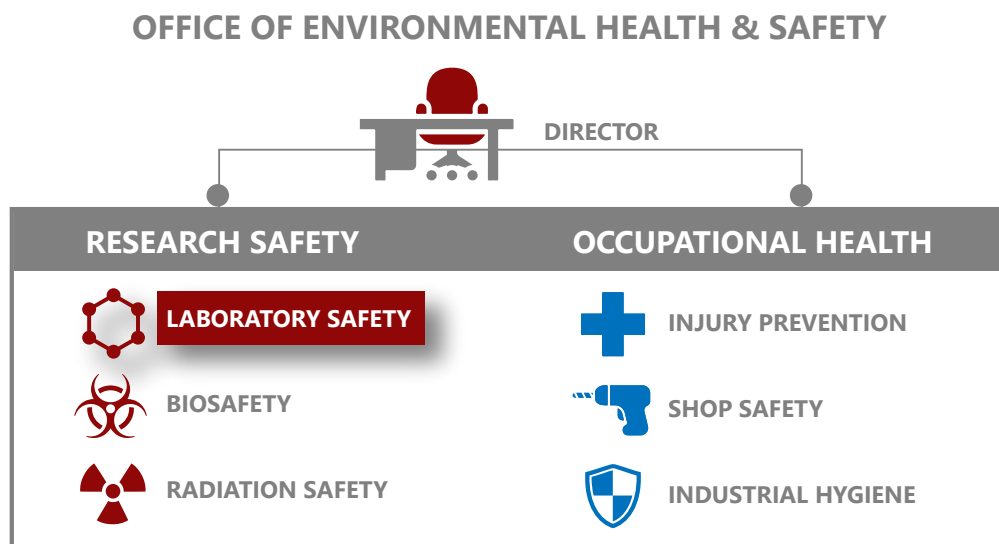 OFFICE OF ENVIRONMENTAL HEALTH & SAFETY
DIRECTOR
RESEARCH SAFETY
LABORATORY SAFETY
BIOSAFETY
RADIATION SAFETY
OCCUPATIONAL HEALTH
INJURY PREVENTION
SHOP SAFETY
INDUSTRIAL HYGIENE